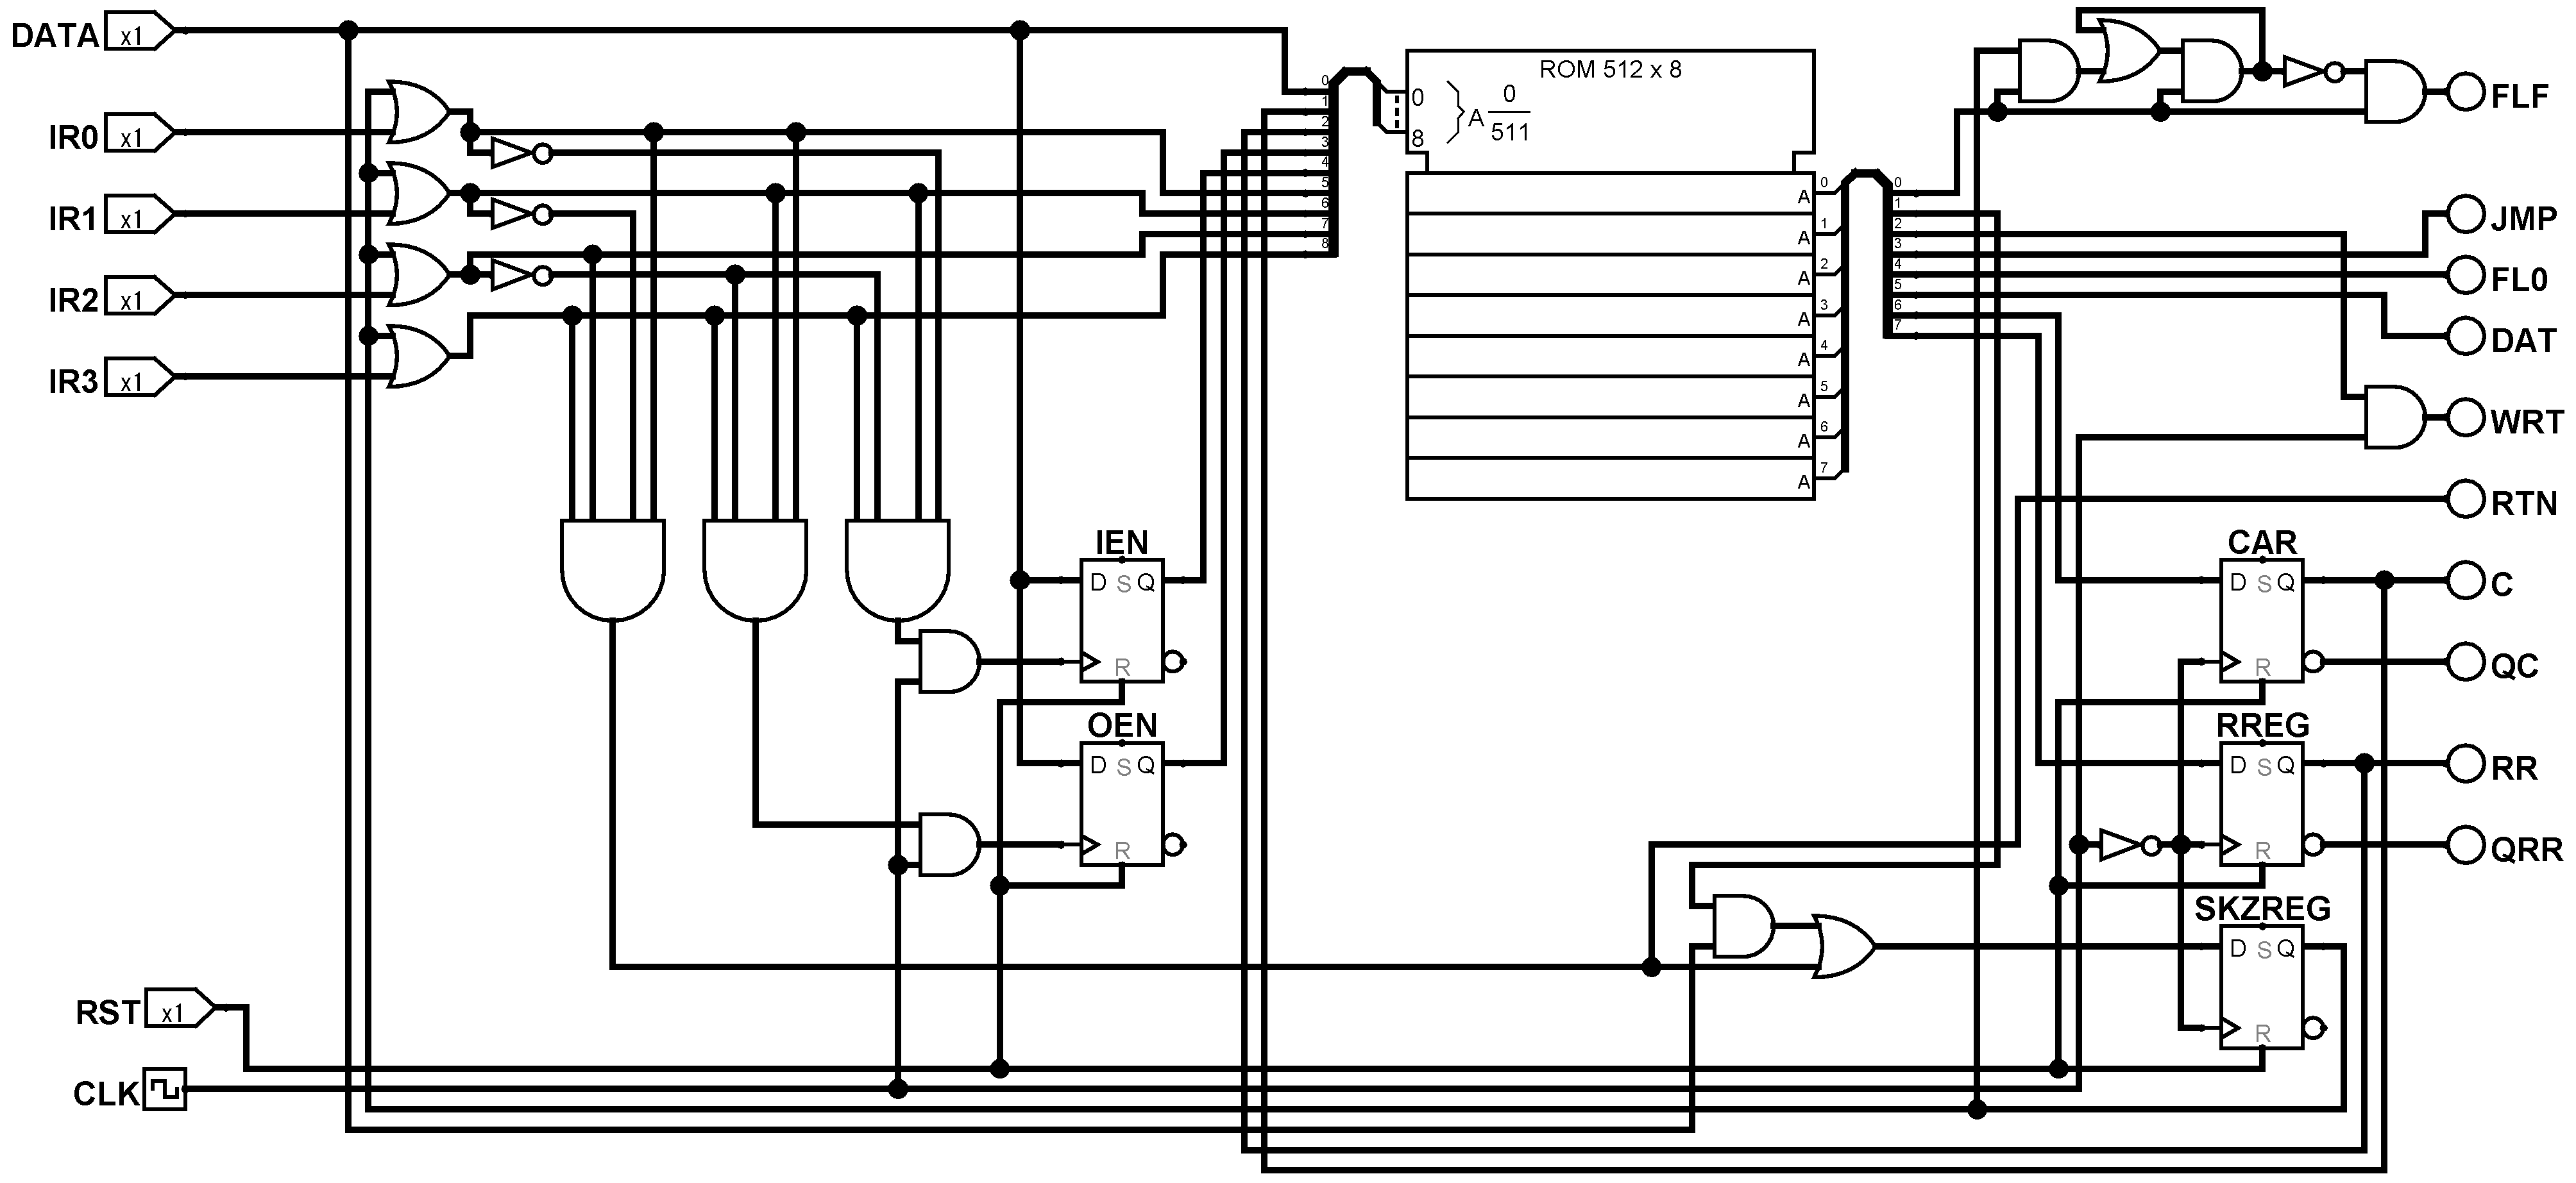 DATA x1
IR0 x1
IR1 x1
IR2 x1
IR3 x1
RST x1
CLK
0
1
2
3
4
5
6
7
8
ROM 512 x 8
0
8
A 0
511
A 0
A 1
A 2
A 3
A 4
A 5
A 6
A 7
0
1
2
3
4
5
6
7
IEN
D S Q
R
OEN
D S Q
R
CAR
D S Q
R
RREG
D S Q
R
SKZREG
D S Q
R
FLF
JMP
FL0
DAT
WRT
RTN
C
QC
RR
QRR